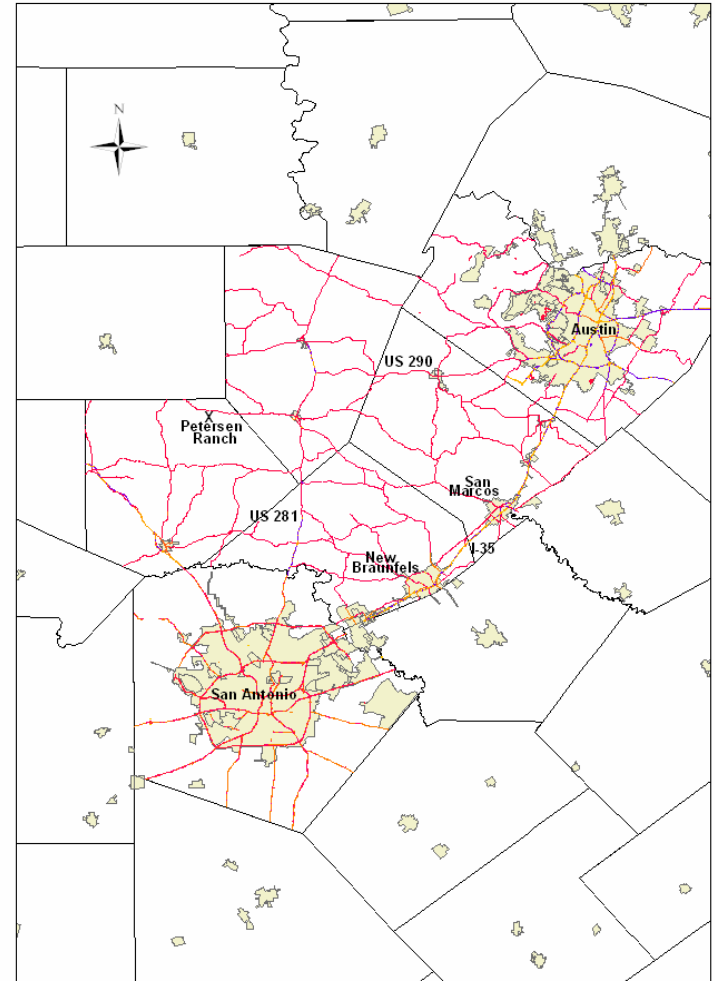 N
Austin
US 290
X
Petersen
Ranch
San
Marcos
US 281
I-35
New
Braunfels
San Antonio